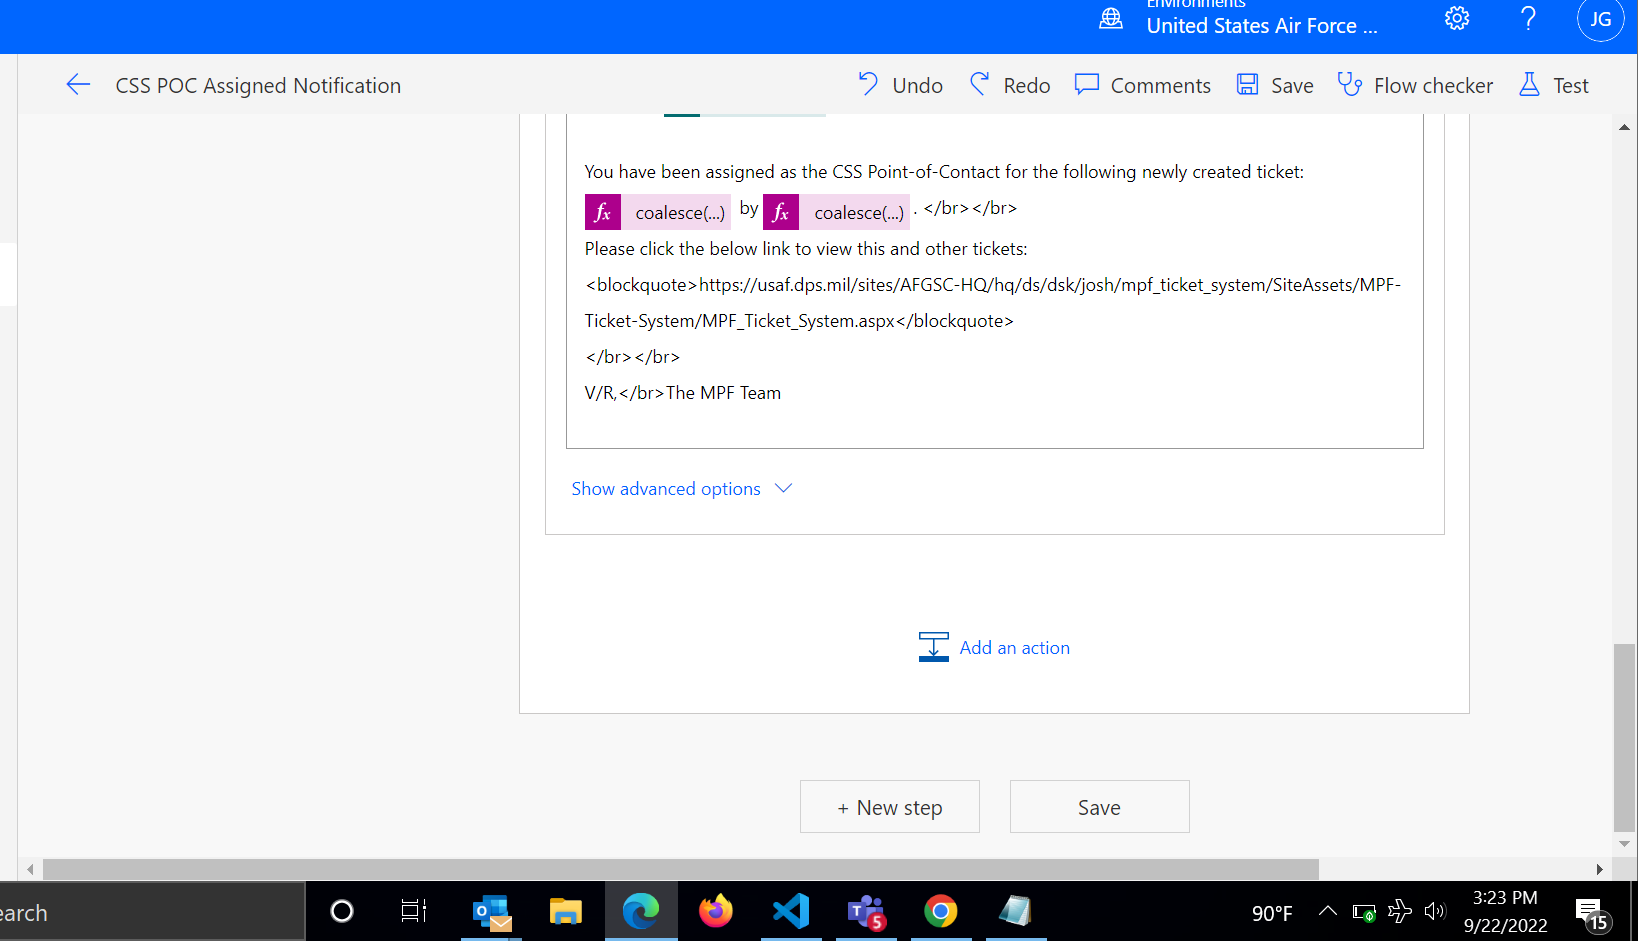 Environments
United States Air Force ...
JG
CSS POC Assigned Notification
Undo
Redo
Comments
Save
Flow checker
Test
You have been assigned as the CSS Point-of-Contact for the following newly created ticket:
fx coalesce(...) by fx coalesce(...) . </br></br>
Please click the below link to view this and other tickets:
<blockquote>https://usaf.dps.mil/sites/AFGSC-HQ/hq/ds/dsk/josh/mpf_ticket_system/SiteAssets/MPF-
Ticket-System/MPF_Ticket_System.aspx</blockquote>
</br></br>
V/R,</br>The MPF Team
Show advanced options
Add an action
+ New step
Save
earch
5
90°F
3:23 PM
9/22/2022
15